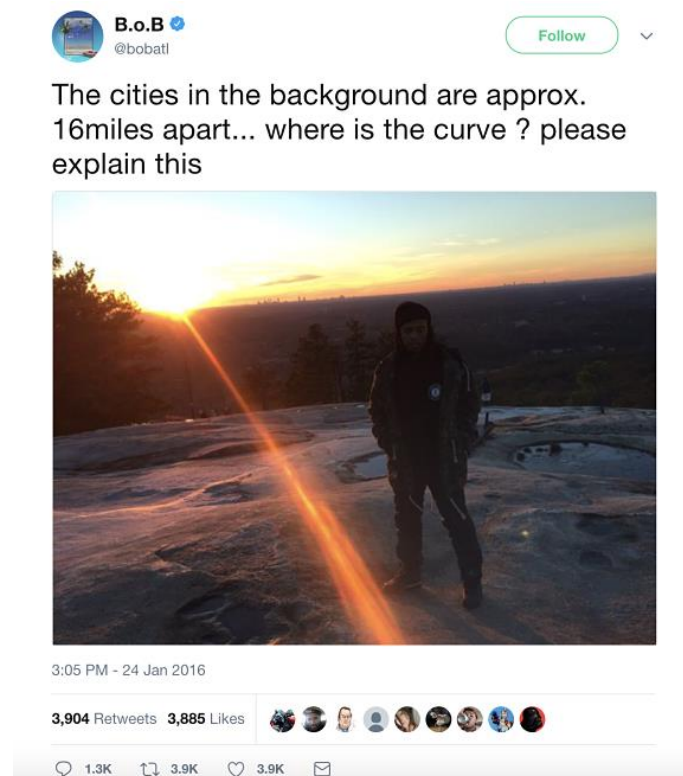 B.o.B
@bobatl
Follow
The cities in the background are approx.
16miles apart... where is the curve ? please
explain this
3:05 PM - 24 Jan 2016
3,904 Retweets 3,885 Likes
1.3K 3.9K 3.9K